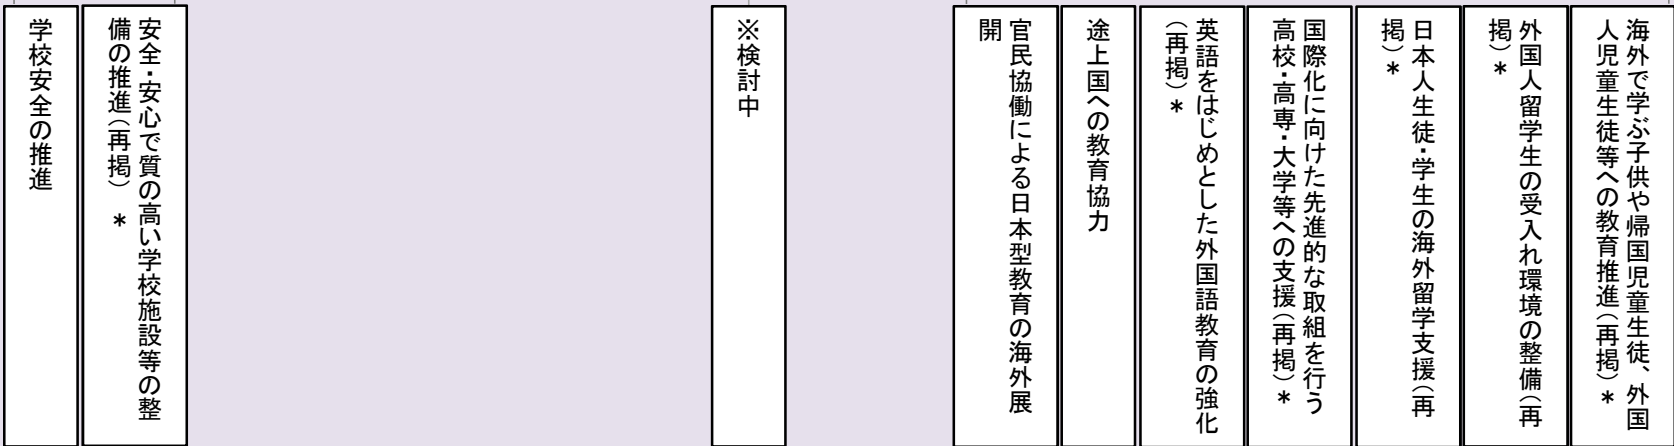 海外で学ぶ子供や帰国児童生徒、外国
人児童生徒等への教育推進（再掲）＊
外国人留学生の受入れ環境の整備（再
掲）＊
日本人生徒・学生の海外留学支援（再
掲）＊
国際化に向けた先進的な取組を行う
高校・高専・大学等への支援（再掲）＊
英語をはじめとした外国語教育の強化
（再掲）＊
途上国への教育協力
官民協働による日本型教育の海外展
開
※検討中
安全・安心で質の高い学校施設等の整
備の推進（再掲）　＊
学校安全の推進